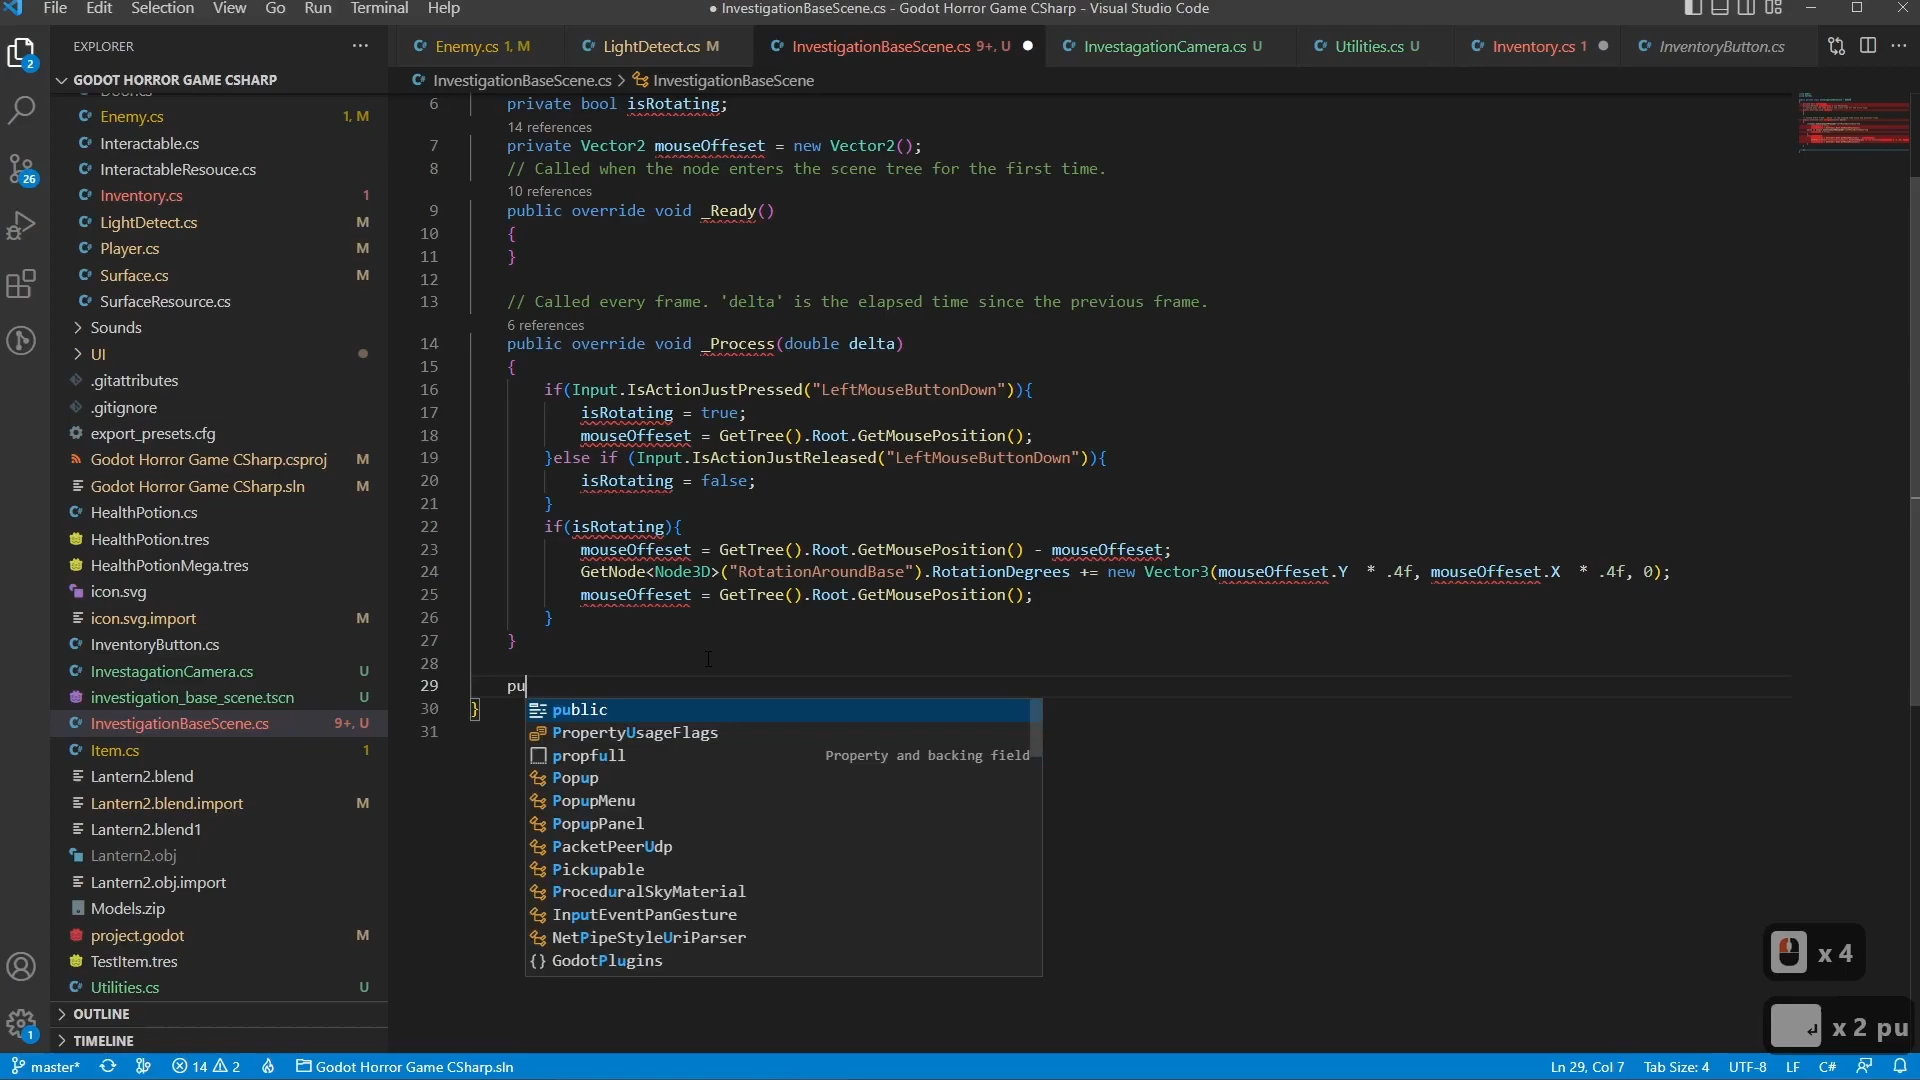 File Edit Selection View Go Run Terminal Help
● InvestigationBaseScene.cs - Godot Horror Game CSharp - Visual Studio Code
EXPLORER
Enemy.cs 1, M
LightDetect.cs M
InvestigationBaseScene.cs 9+, U
InvestagationCamera.cs U
Utilities.cs U
Inventory.cs 1
InventoryButton.cs
InvestigationBaseScene.cs > InvestigationBaseScene
2
26
1
GODOT HORROR GAME CSHARP
Door.cs
Enemy.cs 1, M
Interactable.cs
InteractableResouce.cs
Inventory.cs 1
LightDetect.cs M
Player.cs M
Surface.cs M
SurfaceResource.cs
Sounds
UI
.gitattributes
.gitignore
export_presets.cfg
Godot Horror Game CSharp.csproj M
Godot Horror Game CSharp.sln M
HealthPotion.cs
HealthPotion.tres
HealthPotionMega.tres
icon.svg
icon.svg.import M
InventoryButton.cs
InvestagationCamera.cs U
investigation_base_scene.tscn U
InvestigationBaseScene.cs 9+, U
Item.cs 1
Lantern2.blend
Lantern2.blend.import M
Lantern2.blend1
Lantern2.obj
Lantern2.obj.import
Models.zip
project.godot M
TestItem.tres
Utilities.cs U
OUTLINE
TIMELINE
6 private bool isRotating;
14 references
7 private Vector2 mouseOffeset = new Vector2();
8 // Called when the node enters the scene tree for the first time.
10 references
9 public override void _Ready()
10 {
11 }
12
13 // Called every frame. 'delta' is the elapsed time since the previous frame.
6 references
14 public override void _Process(double delta)
15 {
16 if(Input.IsActionJustPressed("LeftMouseButtonDown")){
17 isRotating = true;
18 mouseOffeset = GetTree().Root.GetMousePosition();
19 }else if (Input.IsActionJustReleased("LeftMouseButtonDown")){
20 isRotating = false;
21 }
22 if(isRotating){
23 mouseOffeset = GetTree().Root.GetMousePosition() - mouseOffeset;
24 GetNode<Node3D>("RotationAroundBase").RotationDegrees += new Vector3(mouseOffeset.Y  * .4f, mouseOffeset.X  * .4f, 0);
25 mouseOffeset = GetTree().Root.GetMousePosition();
26 }
27 }
28
29 pu
30 }
31
public
PropertyUsageFlags
propfull Property and backing field
Popup
PopupMenu
PopupPanel
PacketPeerUdp
Pickupable
ProceduralSkyMaterial
InputEventPanGesture
NetPipeStyleUriParser
GodotPlugins
x 4
x 2 pu
master* 14 2 Godot Horror Game CSharp.sln Ln 29, Col 7 Tab Size: 4 UTF-8 LF C#